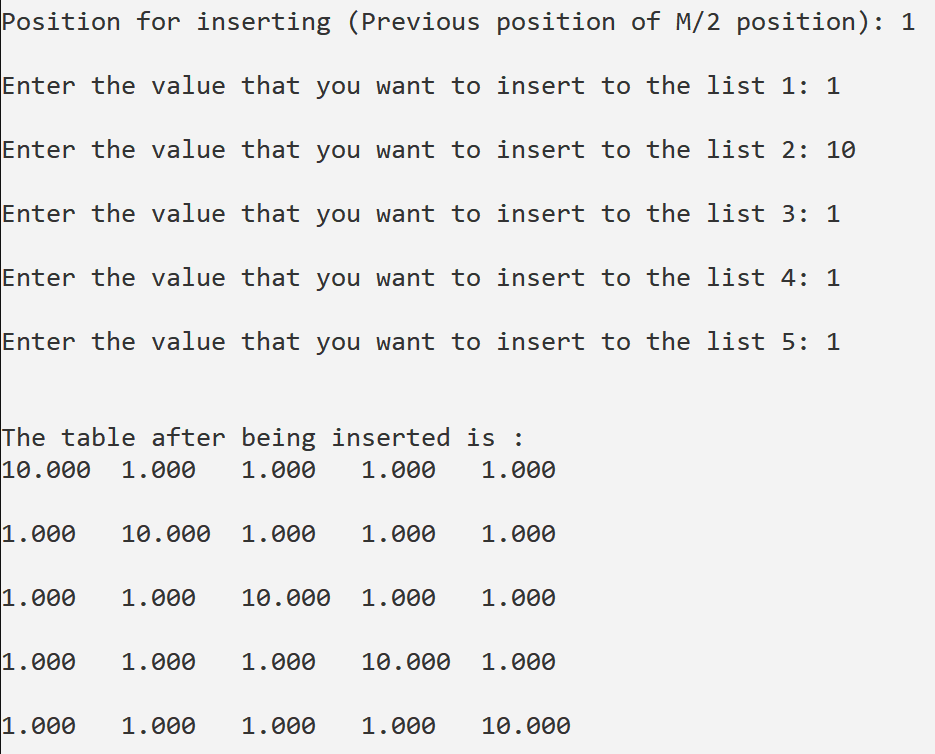 Position for inserting (Previous position of M/2 position): 1
Enter the value that you want to insert to the list 1: 1
Enter the value that you want to insert to the list 2: 10
Enter the value that you want to insert to the list 3: 1
Enter the value that you want to insert to the list 4: 1
Enter the value that you want to insert to the list 5: 1
The table after being inserted is :
10.000  1.000   1.000   1.000   1.000
1.000   10.000  1.000   1.000   1.000
1.000   1.000   10.000  1.000   1.000
1.000   1.000   1.000   10.000  1.000
1.000   1.000   1.000   1.000   10.000